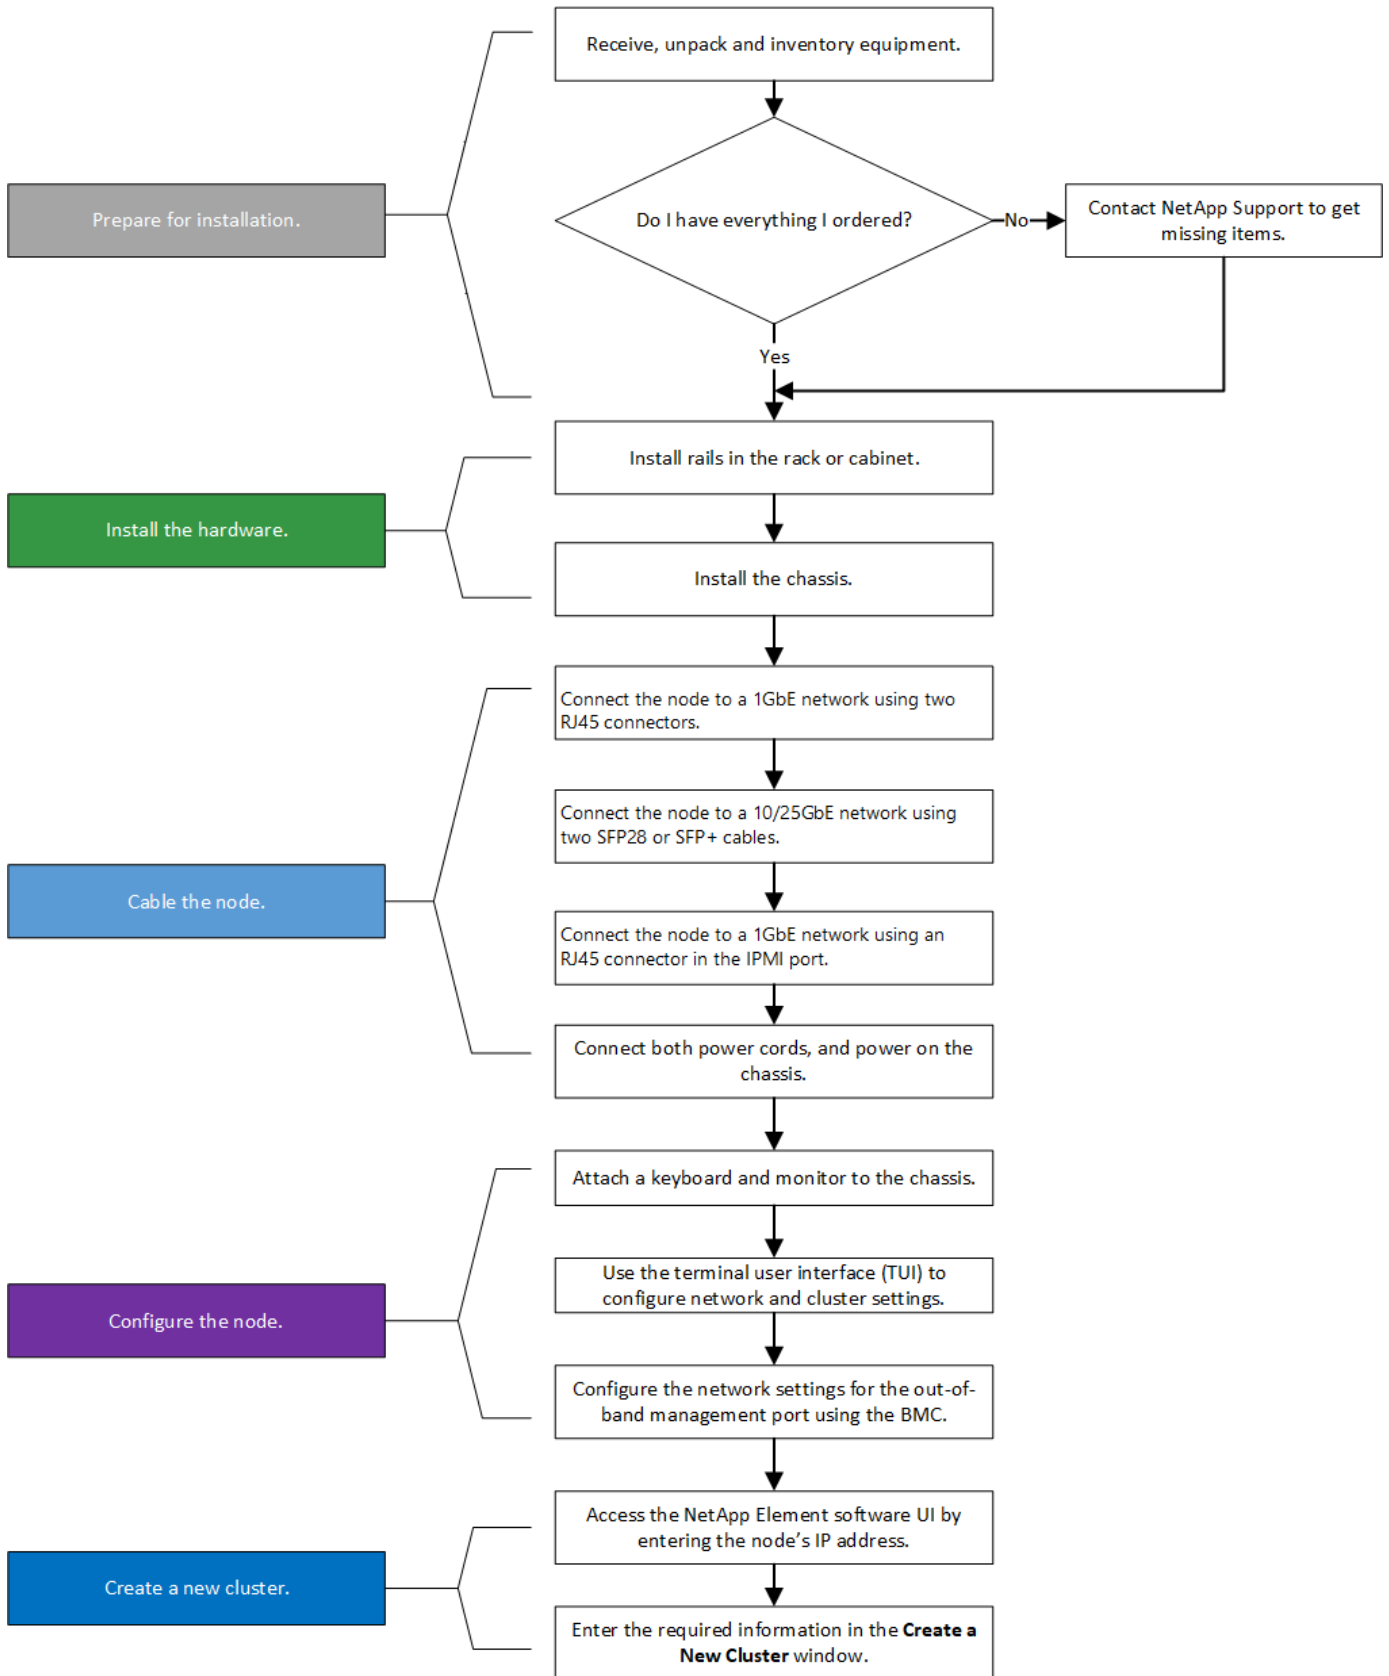 Receive, unpack and inventory equipment.
Prepare for installation.
Do I have everything I ordered?
No
Contact NetApp Support to get
missing items.
Yes
Install rails in the rack or cabinet.
Install the hardware.
Install the chassis.
Connect the node to a 1GbE network using two
RJ45 connectors.
Connect the node to a 10/25GbE network using
two SFP28 or SFP+ cables.
Cable the node.
Connect the node to a 1GbE network using an
RJ45 connector in the IPMI port.
Connect both power cords, and power on the
chassis.
Attach a keyboard and monitor to the chassis.
Use the terminal user interface (TUI) to
configure network and cluster settings.
Configure the node.
Configure the network settings for the out-of-
band management port using the BMC.
Access the NetApp Element software UI by
entering the node’s IP address.
Create a new cluster.
Enter the required information in the Create a
New Cluster window.